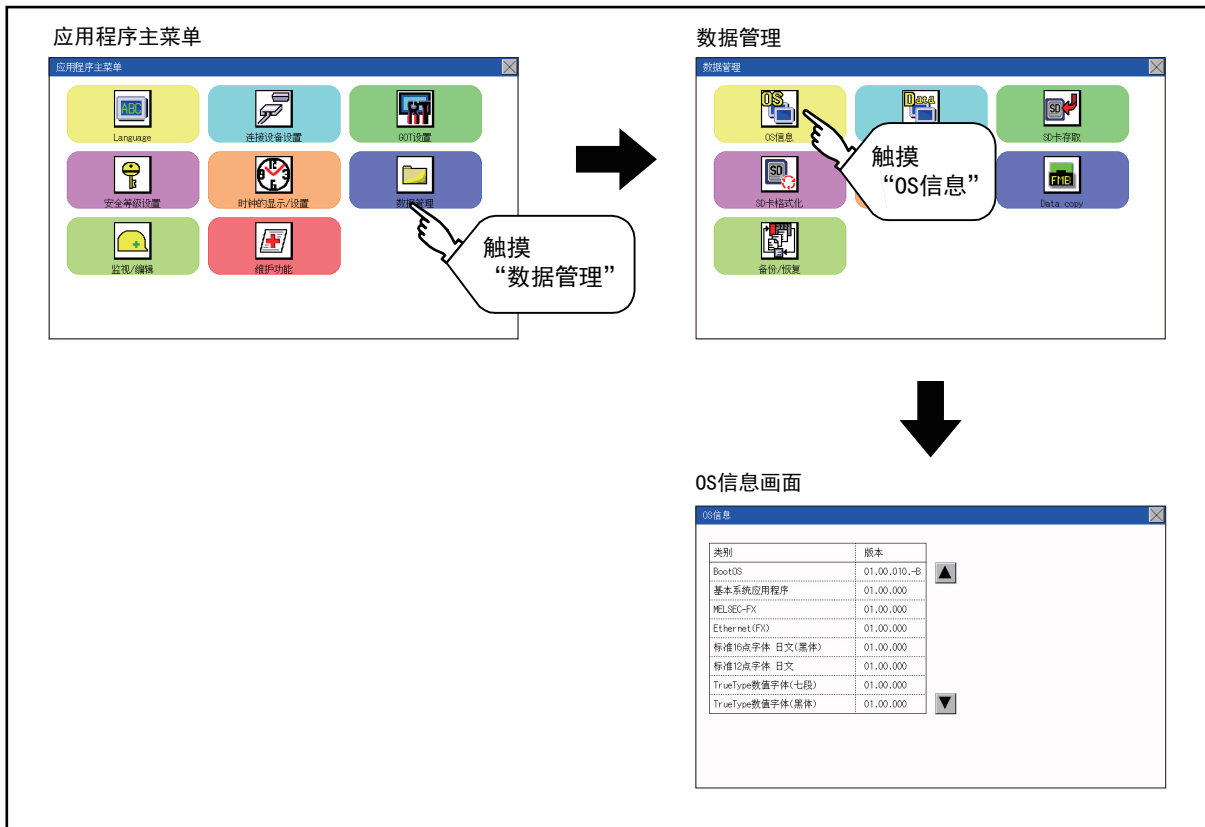 应用程序主菜单
应用程序主菜单
ABC
Language
连接设备设置
GOT设置
安全等级设置
时钟的显示/设置
数据管理
监视/编辑
维护功能
触摸
“数据管理”
数据管理
数据管理
OS
OS信息
Data
SD
SD卡存取
SD
SD卡格式化
FMB
Data copy
备份/恢复
触摸
“OS信息”
OS信息画面
OS信息
类别 版本
BootOS 01.00.010.-B
基本系统应用程序 01.00.000
MELSEC-FX 01.00.000
Ethernet(FX) 01.00.000
标准16点字体 日文(黑体) 01.00.000
标准12点字体 日文 01.00.000
TrueType数值字体(七段) 01.00.000
TrueType数值字体(黑体) 01.00.000